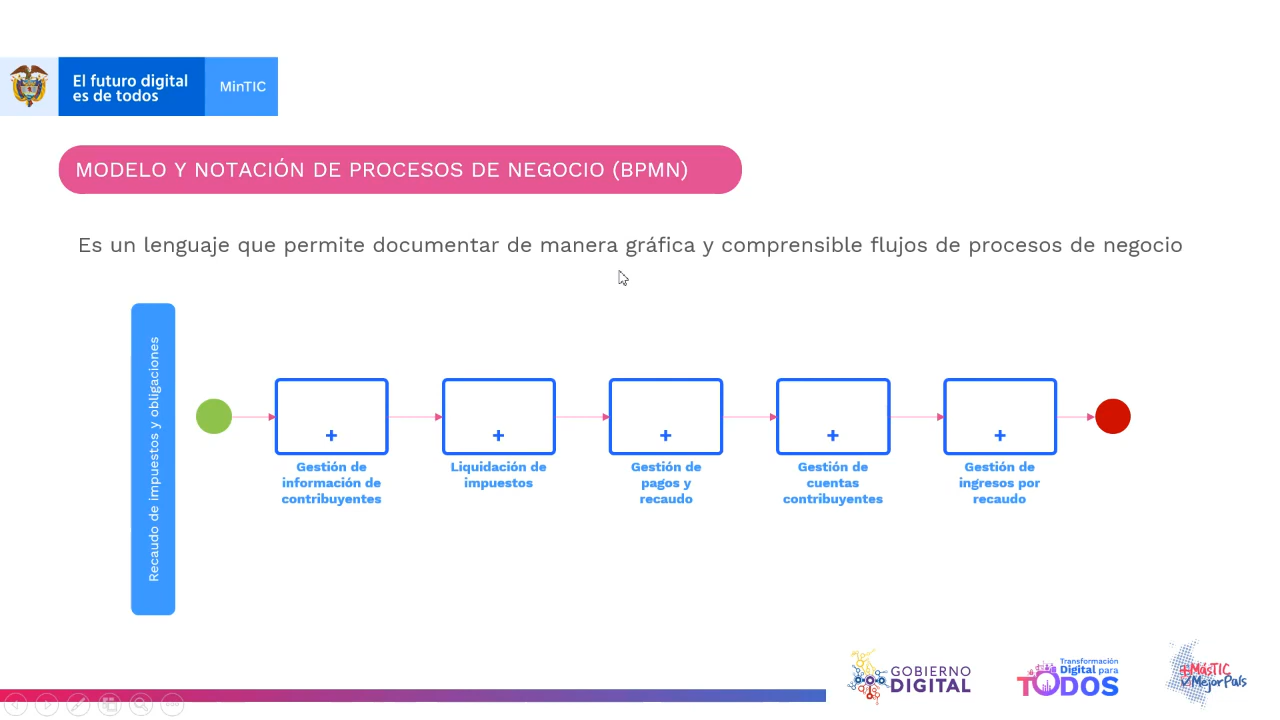 El futuro digital
es de todos
MinTIC
MODELO Y NOTACIÓN DE PROCESOS DE NEGOCIO (BPMN)
Es un lenguaje que permite documentar de manera gráfica y comprensible flujos de procesos de negocio
Recaudo de impuestos y obligaciones
+
+
+
+
+
Gestión de
información de
contribuyentes
Liquidación de
impuestos
Gestión de
pagos y
recaudo
Gestión de
cuentas
contribuyentes
Gestión de
ingresos por
recaudo
GOBIERNO
DIGITAL
Transformación
Digital para
TODOS
+MásTIC
✓MejorPaís